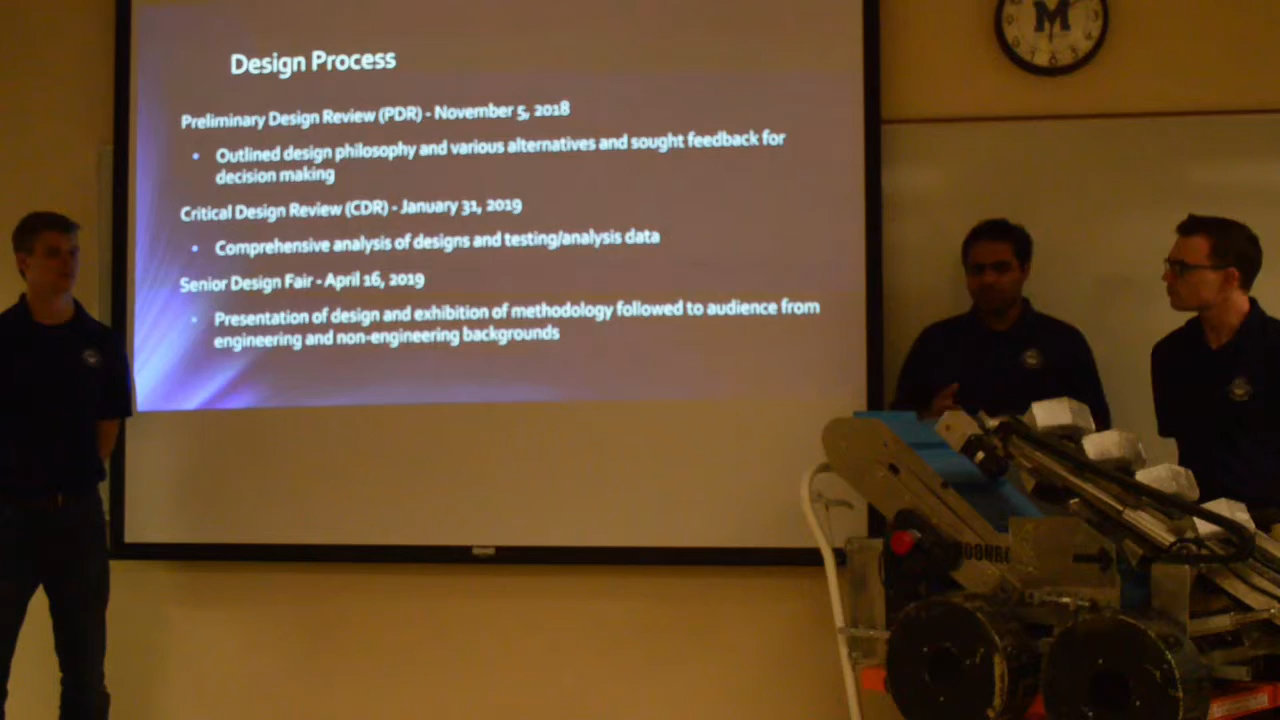 M
Design Process
Preliminary Design Review (PDR) - November 5, 2018
• Outlined design philosophy and various alternatives and sought feedback for
decision making
Critical Design Review (CDR) - January 31, 2019
• Comprehensive analysis of designs and testing/analysis data
Senior Design Fair - April 16, 2019
• Presentation of design and exhibition of methodology followed to audience from
engineering and non-engineering backgrounds